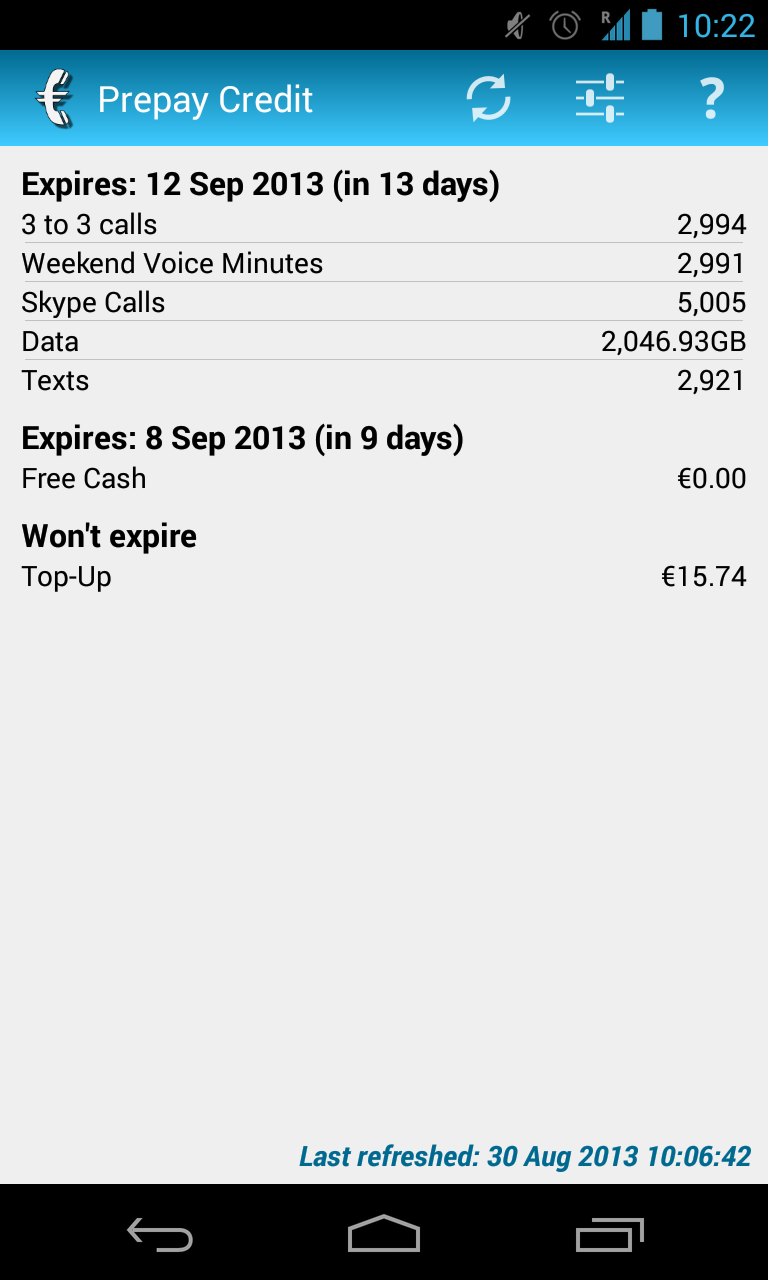 R 10:22
Prepay Credit ?
Expires: 12 Sep 2013 (in 13 days)
3 to 3 calls 2,994
Weekend Voice Minutes 2,991
Skype Calls 5,005
Data 2,046.93GB
Texts 2,921
Expires: 8 Sep 2013 (in 9 days)
Free Cash €0.00
Won't expire
Top-Up €15.74
Last refreshed: 30 Aug 2013 10:06:42